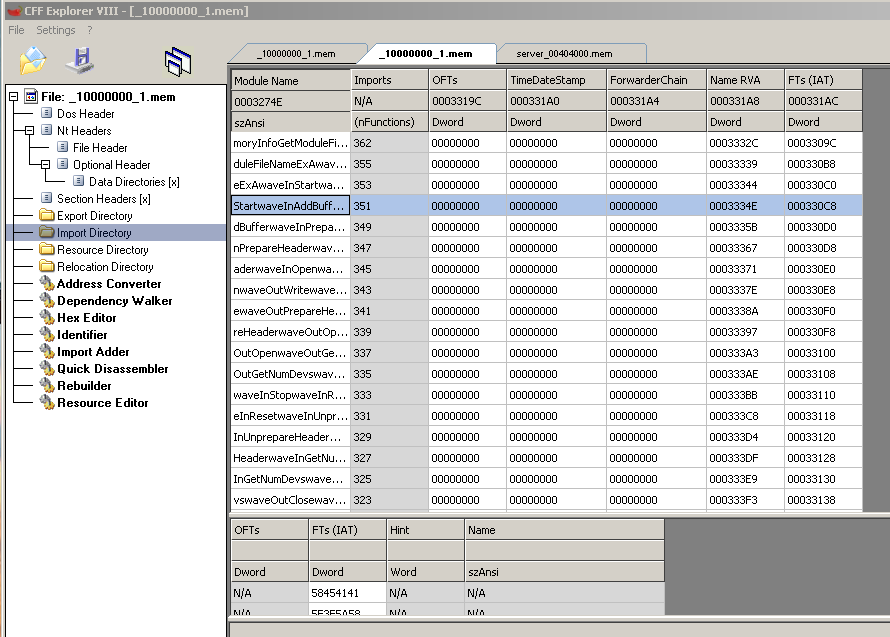 CFF Explorer VIII - [_10000000_1.mem]
File Settings ?
_10000000_1.mem _10000000_1.mem server_00404000.mem
File: _10000000_1.mem
Dos Header
Nt Headers
File Header
Optional Header
Data Directories [x]
Section Headers [x]
Export Directory
Import Directory
Resource Directory
Relocation Directory
Address Converter
Dependency Walker
Hex Editor
Identifier
Import Adder
Quick Disassembler
Rebuilder
Resource Editor
Module Name Imports OFTs TimeDateStamp ForwarderChain Name RVA FTs (IAT)
0003274E N/A 0003319C 000331A0 000331A4 000331A8 000331AC
szAnsi (nFunctions) Dword Dword Dword Dword Dword
moryInfoGetModuleFi... 362 00000000 00000000 00000000 0003332C 0003309C
duleFileNameExAwav... 355 00000000 00000000 00000000 00033339 000330B8
eExAwaveInStartwa... 353 00000000 00000000 00000000 00033344 000330C0
StartwaveInAddBuff... 351 00000000 00000000 00000000 0003334E 000330C8
dBufferwaveInPrepa... 349 00000000 00000000 00000000 0003335B 000330D0
nPrepareHeaderwav... 347 00000000 00000000 00000000 00033367 000330D8
aderwaveInOpenwa... 345 00000000 00000000 00000000 00033371 000330E0
nwaveOutWritewave... 343 00000000 00000000 00000000 0003337E 000330E8
ewaveOutPrepareHe... 341 00000000 00000000 00000000 0003338A 000330F0
reHeaderwaveOutOp... 339 00000000 00000000 00000000 00033397 000330F8
OutOpenwaveOutGe... 337 00000000 00000000 00000000 000333A3 00033100
OutGetNumDevswav... 335 00000000 00000000 00000000 000333AE 00033108
waveInStopwaveInR... 333 00000000 00000000 00000000 000333BB 00033110
eInResetwaveInUnpr... 331 00000000 00000000 00000000 000333C8 00033118
InUnprepareHeader... 329 00000000 00000000 00000000 000333D4 00033120
HeaderwaveInGetNu... 327 00000000 00000000 00000000 000333DF 00033128
InGetNumDevswave... 325 00000000 00000000 00000000 000333E9 00033130
vswaveOutClosewav... 323 00000000 00000000 00000000 000333F3 00033138
OFTs FTs (IAT) Hint Name
Dword Dword Word szAnsi
N/A 58454141 N/A N/A
N/A 5F3F5A58 N/A N/A